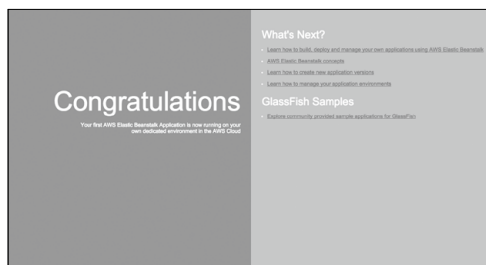 Congratulations
Your first AWS Elastic Beanstalk Application is now running on your
own dedicated environment in the AWS Cloud
What's Next?
Learn how to build, deploy and manage your own applications using AWS Elastic Beanstalk
AWS Elastic Beanstalk concepts
Learn how to create new application versions
Learn how to manage your application environments
GlassFish Samples
Explore community provided sample applications for GlassFish